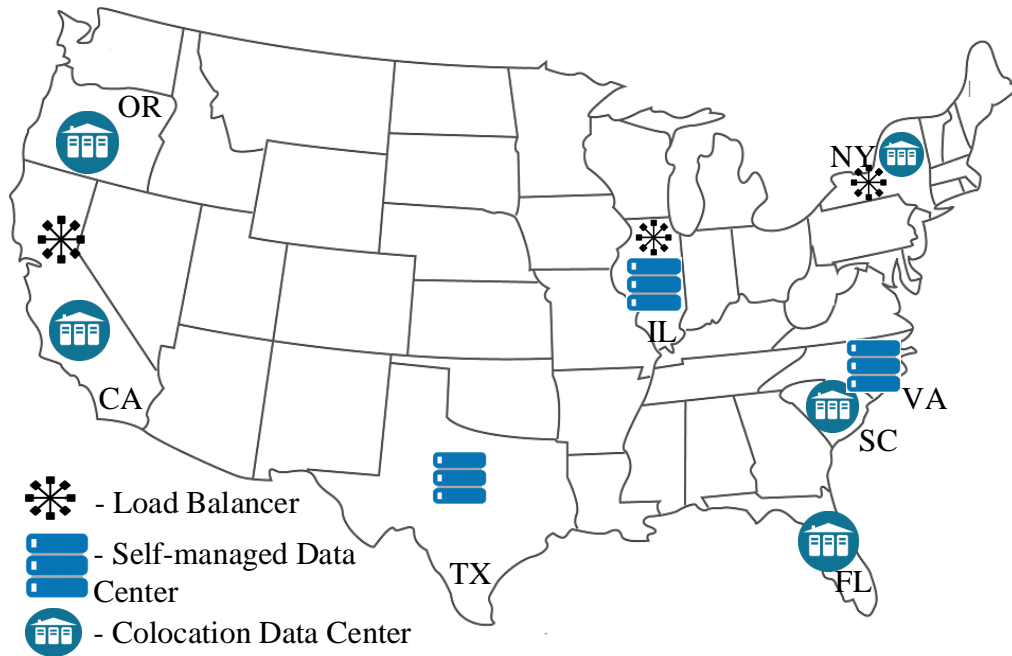 OR
NY
IL
CA
VA
SC
- Load Balancer
- Self-managed Data
Center
TX
FL
- Colocation Data Center